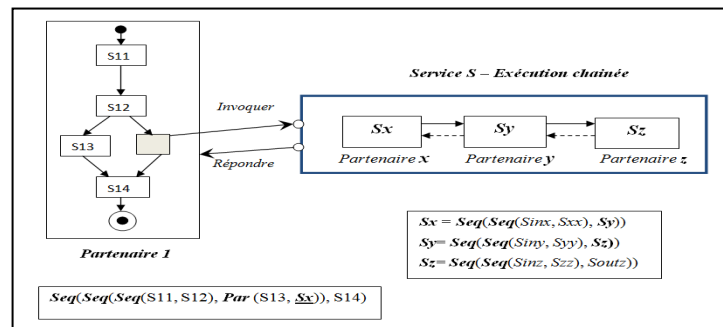 S11
Service S – Exécution chainée
S12
Invoquer
S13
Sx
Sy
Sz
Répondre
Partenaire x
Partenaire y
Partenaire z
S14
Sx = Seq(Seq(Sinx, Sxx), Sy))
Sy= Seq(Seq(Siny, Syy), Sz))
Sz= Seq(Seq(Sinz, Szz), Soutz))
Partenaire 1
Seq(Seq(Seq(S11, S12), Par (S13, Sx)), S14)